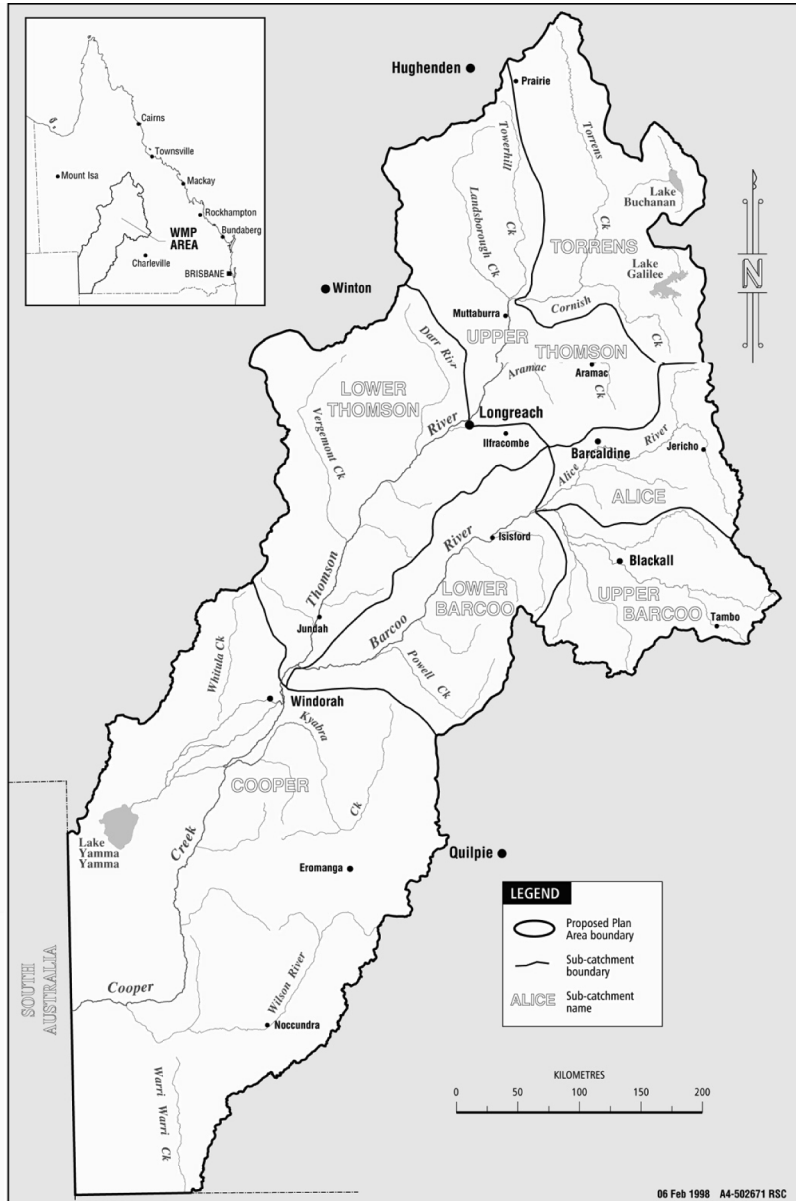 Cairns
Townsville
Mount Isa
Mackay
Rockhampton
WMP
AREA
Bundaberg
Charleville
BRISBANE
Hughenden
Prairie
Towerhill
Ck
Torrens
Ck
Landsborough Ck
Lake
Buchanan
TORRENS
Lake
Galilee
N
Winton
Muttaburra
Cornish
Ck
UPPER
THOMSON
Darr Rivr
Aramac
Ck
Aramac
LOWER
THOMSON
Vergemont Ck
Longreach
River
Ilfracombe
Barcaldine
River
Jericho
Alice
ALICE
River
Isisford
Blackall
Thomson
LOWER
BARCOO
UPPER
BARCOO
Tambo
Jundah
Barcoo
Powell Ck
Whitula Ck
Windorah
Kyabra
Ck
COOPER
Lake
Yamma
Yamma
Creek
Quilpie
Eromanga
SOUTH
AUSTRALIA
Cooper
Wilson River
Noccundra
Warri Warri Ck
LEGEND
Proposed Plan
Area boundary
Sub-catchment
boundary
ALICE
Sub-catchment
name
KILOMETRES
0 50 100 150 200
06 Feb 1998 A4-502671 RSC